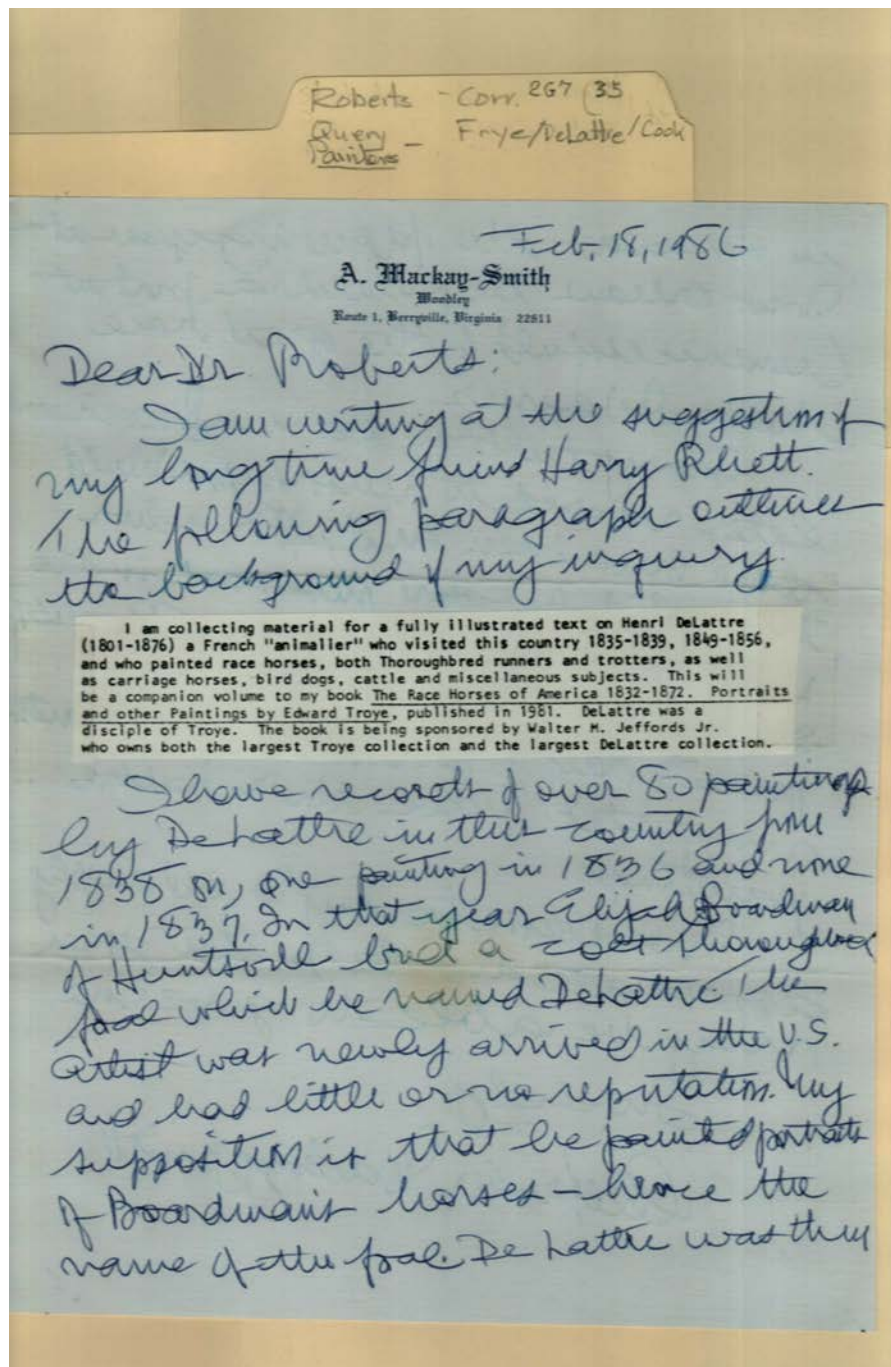 Roberts - Corr. 267 (35
Query - Frye/DeLattre/Cook
Painters
Feb. 18, 1986
A. Mackay-Smith
Woodley
Route 1, Berryville, Virginia 22611
Dear Dr Roberts:
I am writing at the suggestion of
my long time friend Harry Rhett.
The following paragraph outlines
the background of my inquiry.
I am collecting material for a fully illustrated text on Henri DeLattre
(1801-1876) a French "animalier" who visited this country 1835-1839, 1849-1856,
and who painted race horses, both Thoroughbred runners and trotters, as well
as carriage horses, bird dogs, cattle and miscellaneous subjects. This will
be a companion volume to my book The Race Horses of America 1832-1872. Portraits
and other Paintings by Edward Troye, published in 1981. DeLattre was a
disciple of Troye. The book is being sponsored by Walter M. Jeffords Jr.
who owns both the largest Troye collection and the largest DeLattre collection.
I have records of over 80 paintings
by DeLattre in this country from
1838 on, one painting in 1836 and none
in 1837. In that year Elijah Boardman
of Huntsville bred a colt thoroughbred
foal which he named DeLattre. The
artist was newly arrived in the U.S.
and had little or no reputation. My
supposition is that he painted portraits
of Boardman's horses - hence the
name of the foal. DeLattre was then